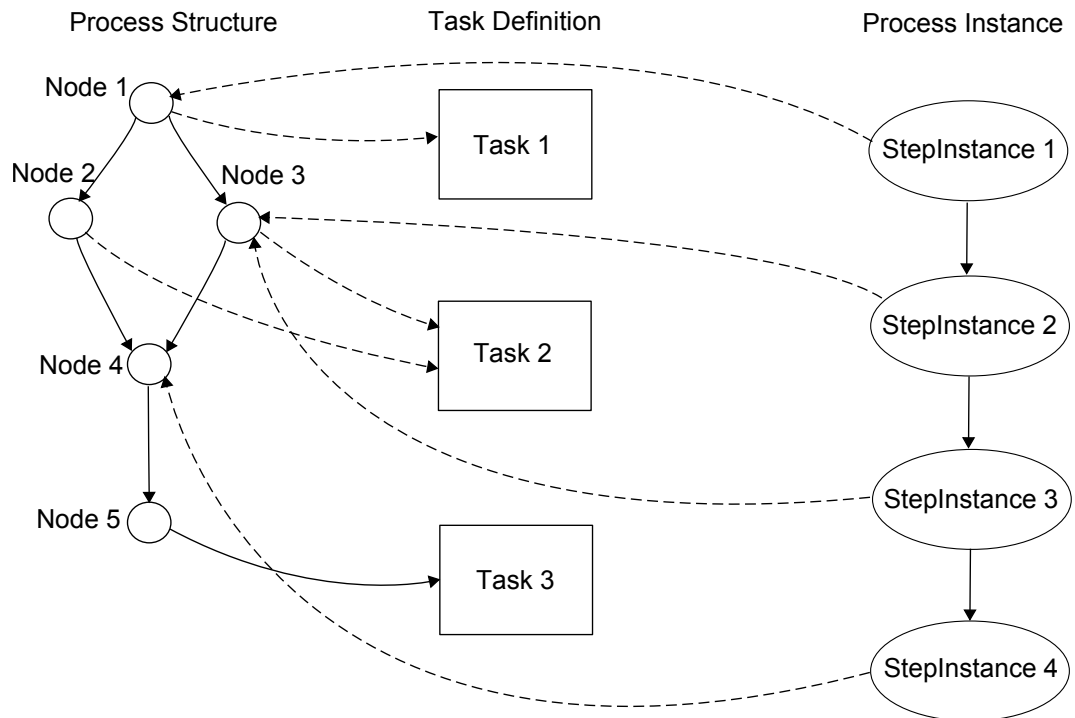 Process Structure
Task Definition
Process Instance
Node 1
Task 1
StepInstance 1
Node 2
Node 3
StepInstance 2
Task 2
Node 4
StepInstance 3
Node 5
Task 3
StepInstance 4